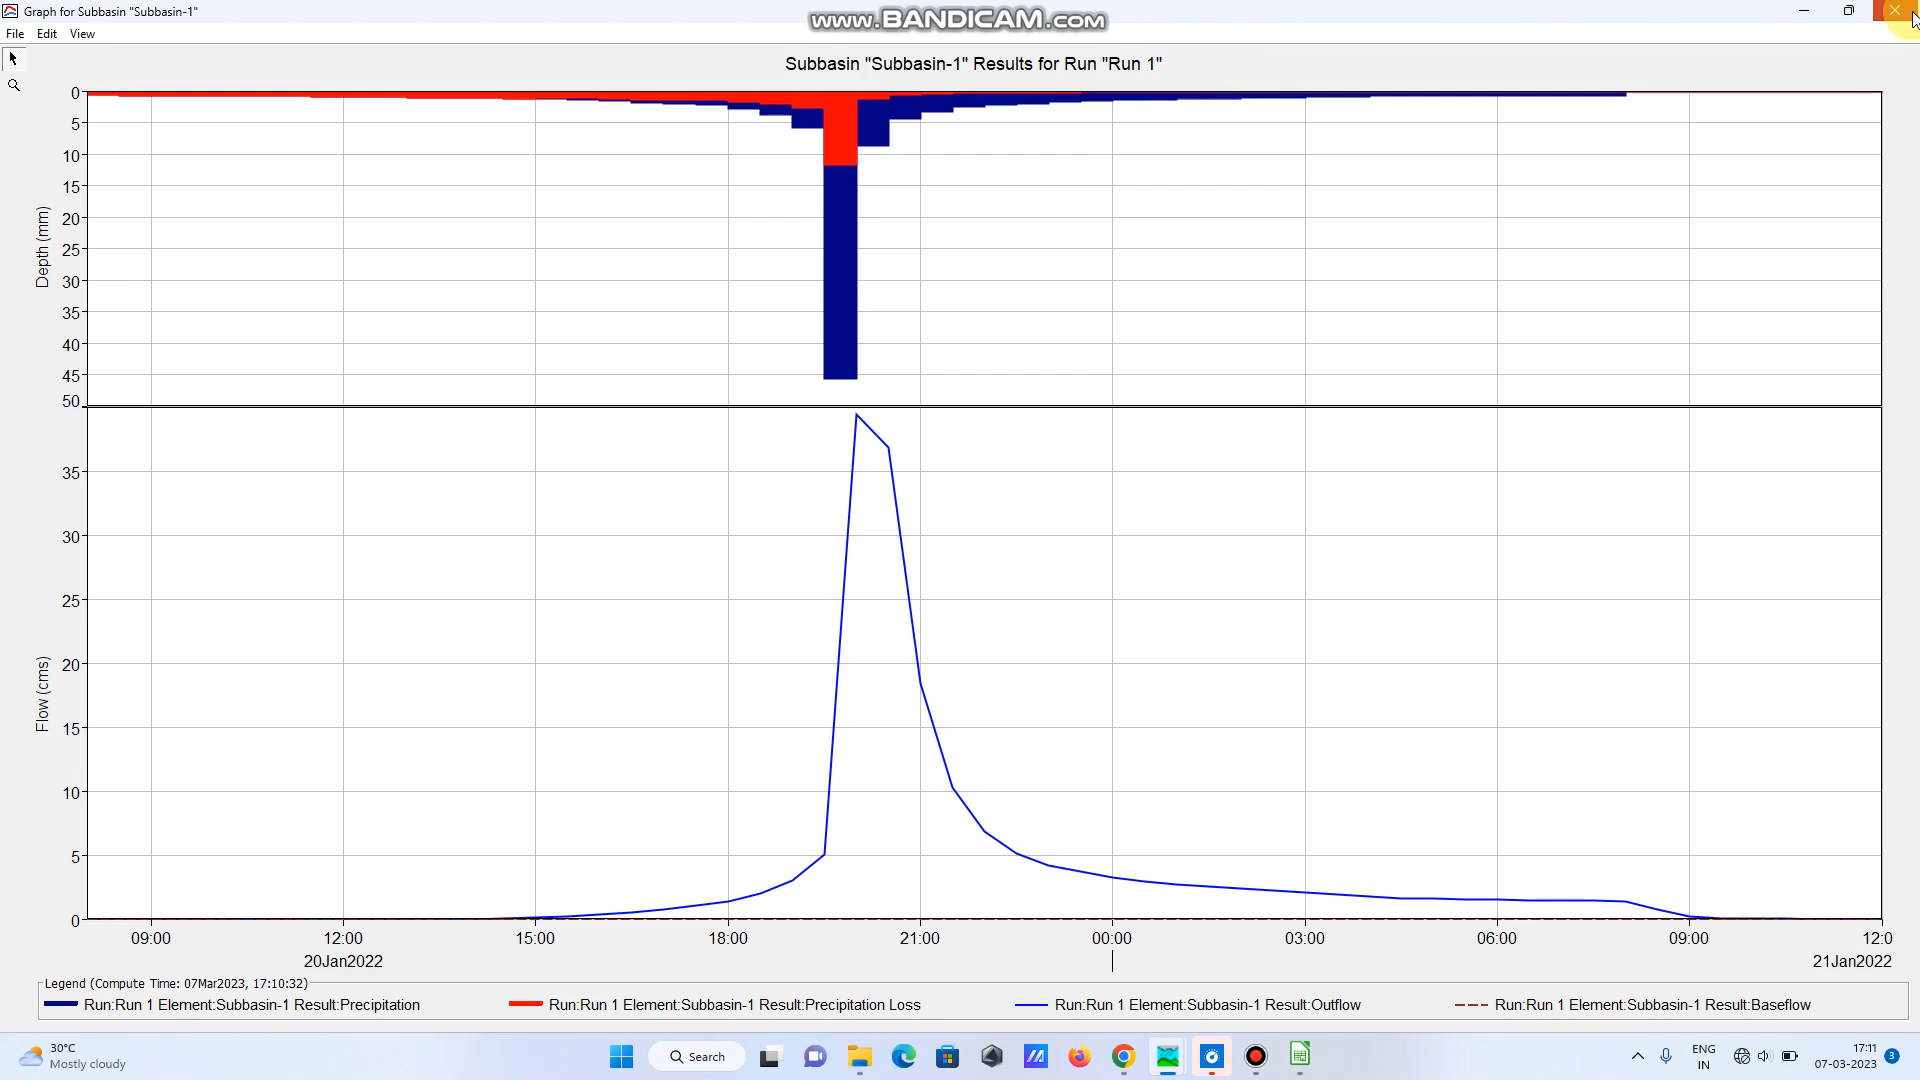 Graph for Subbasin "Subbasin-1"
www.BANDICAM.com
File Edit View
Subbasin "Subbasin-1" Results for Run "Run 1"
Depth (mm)
0
5
10
15
20
25
30
35
40
45
50
Flow (cms)
35
30
25
20
15
10
5
0
09:00 12:00 15:00 18:00 21:00 00:00 03:00 06:00 09:00 12:0
20Jan2022 21Jan2022
Legend (Compute Time: 07Mar2023, 17:10:32)
Run:Run 1 Element:Subbasin-1 Result:Precipitation Run:Run 1 Element:Subbasin-1 Result:Precipitation Loss Run:Run 1 Element:Subbasin-1 Result:Outflow Run:Run 1 Element:Subbasin-1 Result:Baseflow
30°C
Mostly cloudy
Search
ENG
IN
17:11
07-03-2023
3